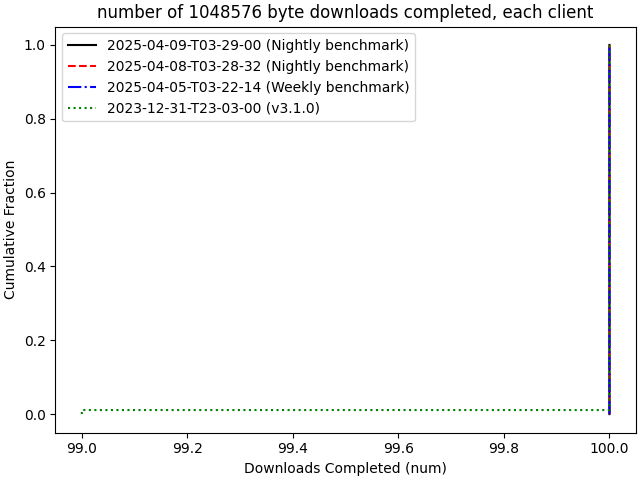 number of 1048576 byte downloads completed, each client
2025-04-09-T03-29-00 (Nightly benchmark)
2025-04-08-T03-28-32 (Nightly benchmark)
2025-04-05-T03-22-14 (Weekly benchmark)
2023-12-31-T23-03-00 (v3.1.0)
Cumulative Fraction
1.0
0.8
0.6
0.4
0.2
0.0
99.0 99.2 99.4 99.6 99.8 100.0
Downloads Completed (num)